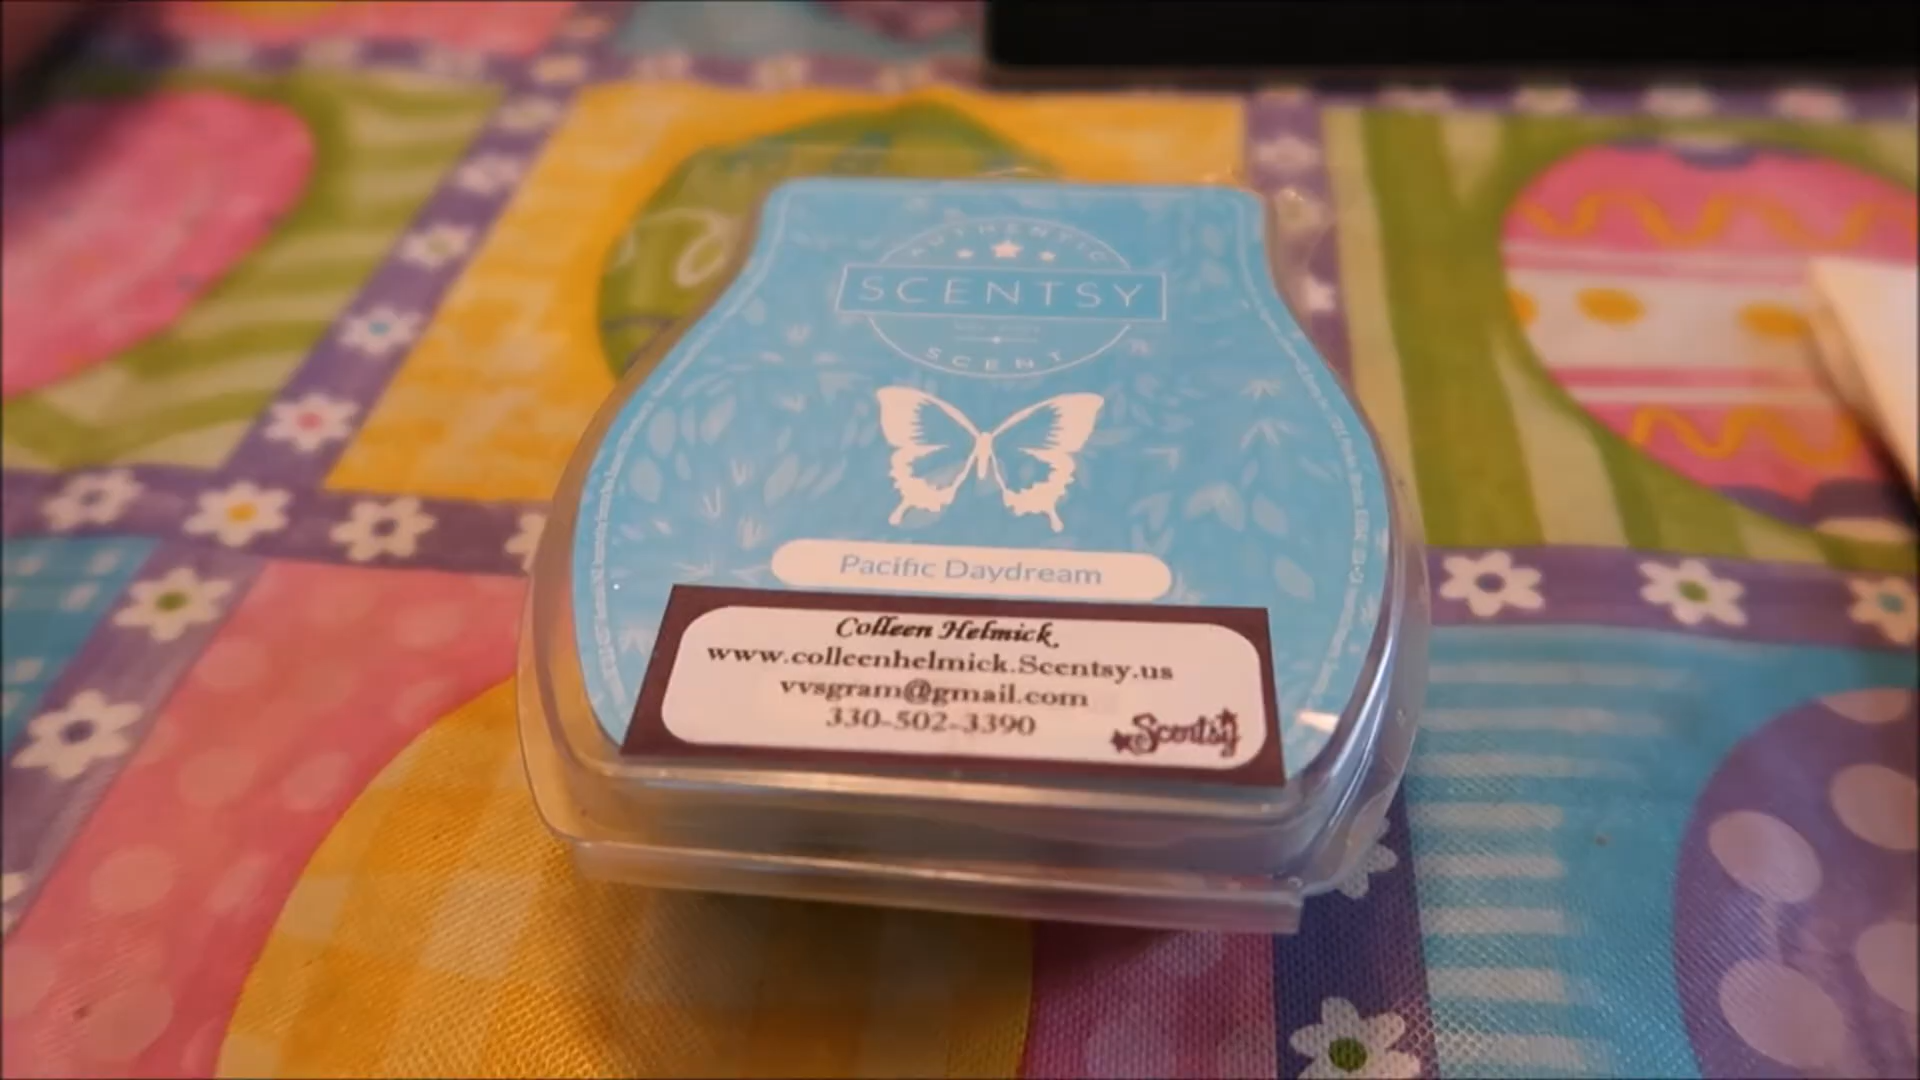 AUTHENTIC
SCENTSY
SCENT
Pacific Daydream
Colleen Helmick
www.colleenhelmick.Scentsy.us
vvsgram@gmail.com
330-502-3390
Scentsy